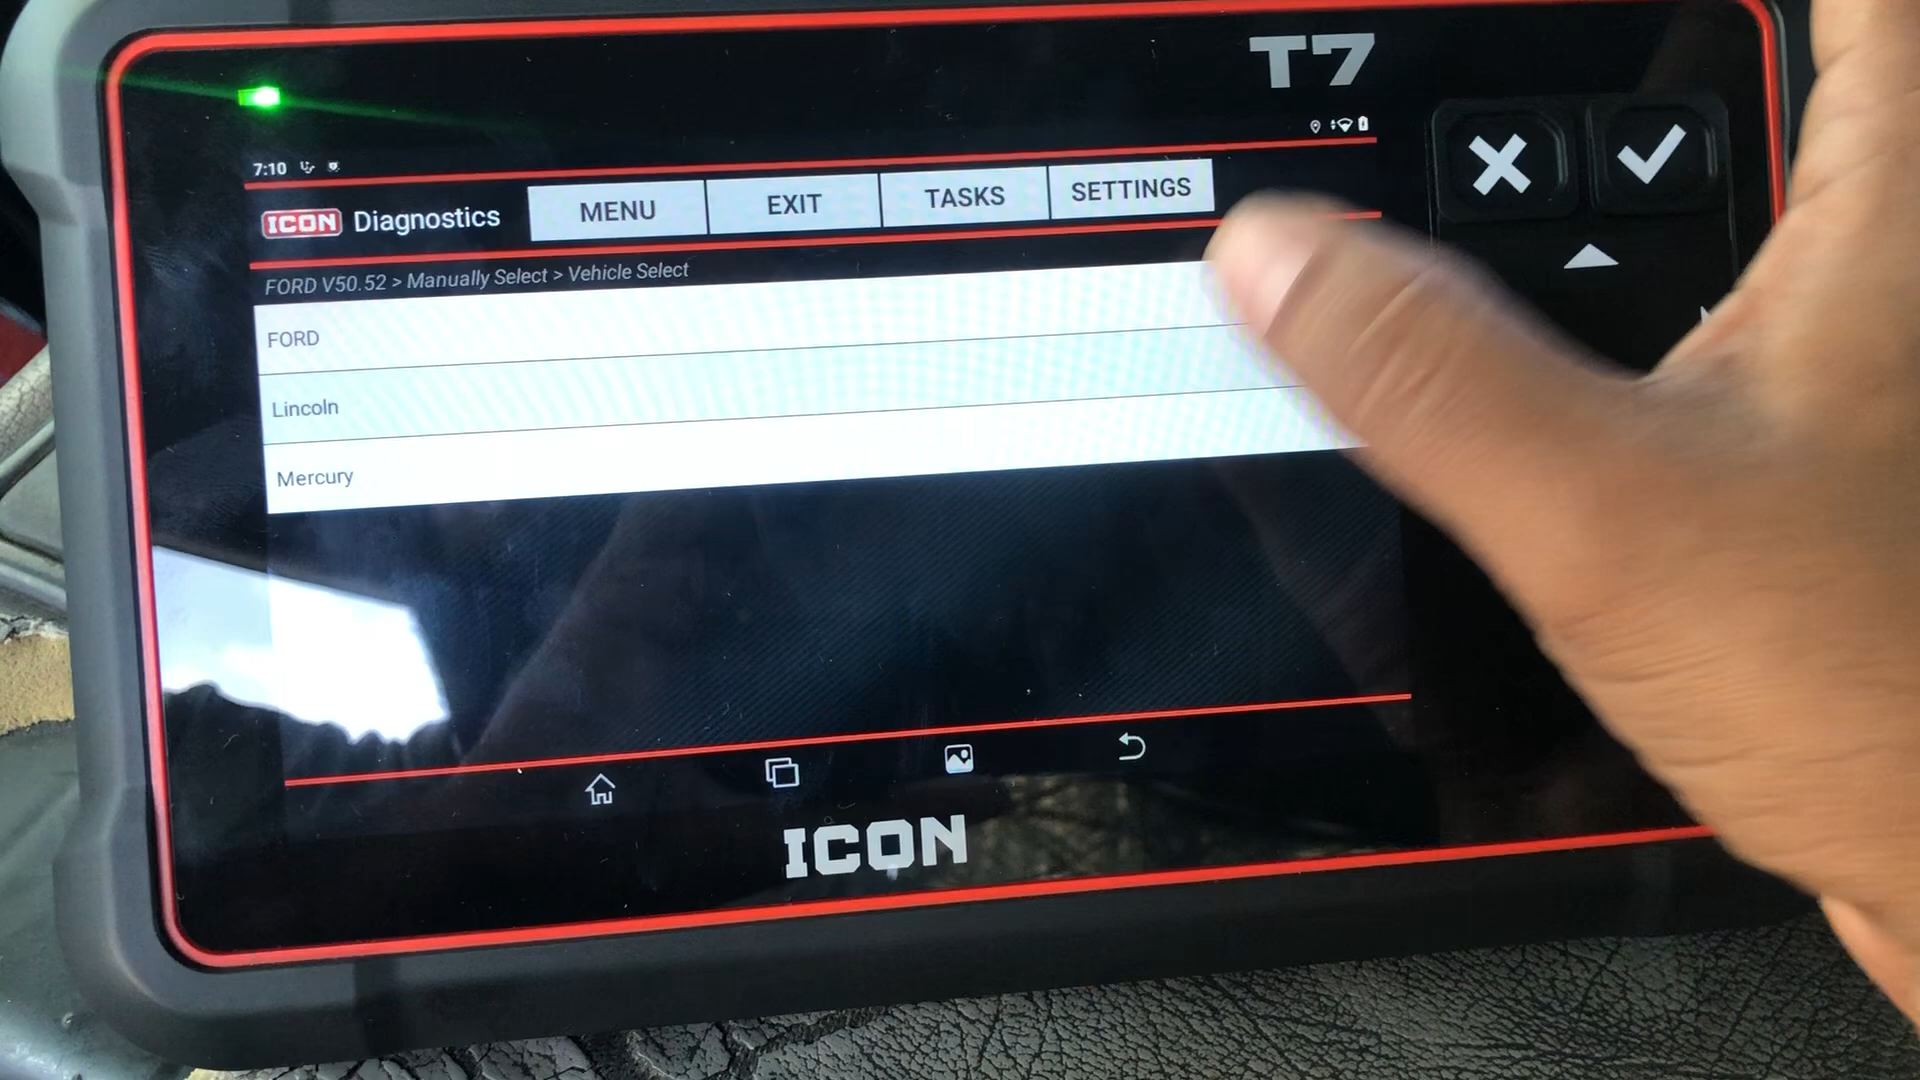 T7
7:10
ICON Diagnostics MENU EXIT TASKS SETTINGS
FORD V50.52 > Manually Select > Vehicle Select
FORD
Lincoln
Mercury
ICON